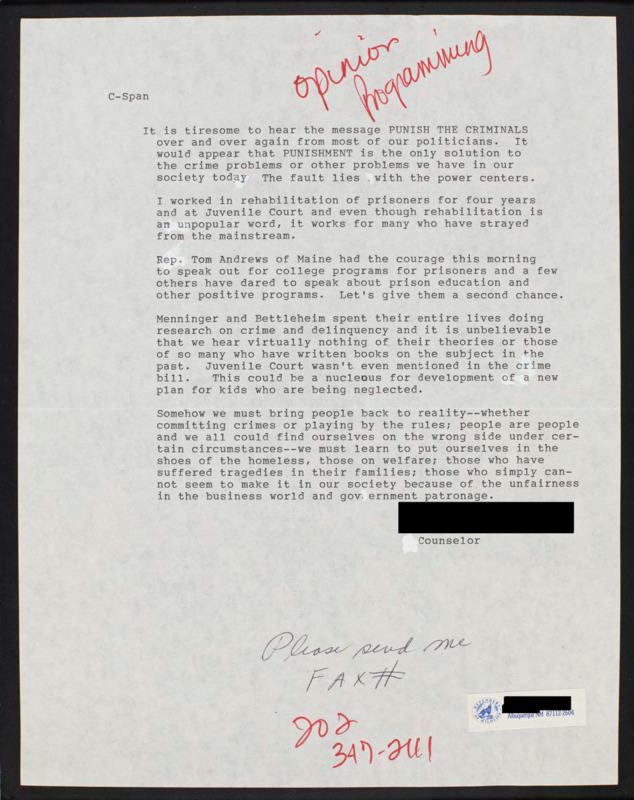 Opinion
Programming
C-Span
It is tiresome to hear the message PUNISH THE CRIMINALS
over and over again from most of our politicians. It
would appear that PUNISHMENT is the only solution to
the crime problems or other problems we have in our
society today The fault lies with the power centers.
I worked in rehabilitation of prisoners for four years
and at Juvenile Court and even though rehabilitation is
an unpopular word, it works for many who have strayed
from the mainstream.
Rep. Tom Andrews of Maine had the courage this morning
to speak out for college programs for prisoners and a few
others have dared to speak about prison education and
other positive programs. Let's give them a second chance.
Menninger and Bettleheim spent their entire lives doing
research on crime and delinquency and it is unbelievable
that we hear virtually nothing of their theories or those
of so many who have written books on the subject in the
past. Juvenile Court wasn't even mentioned in the crime
bill. This could be a nucleous for development of a new
plan for kids who are being neglected.
Somehow we must bring people back to reality--whether
committing crimes or playing by the rules; people are people
and we all could find ourselves on the wrong side under cer-
tain circumstances--we must learn to put ourselves in the
shoes of the homeless, those on welfare; those who have
suffered tragedies in their families; those who simply can-
not seem to make it in our society because of the unfairness
in the business world and government patronage.
Counselor
Please send me
FAX#
Albuquerque NM 87112-2604
202
347-2111